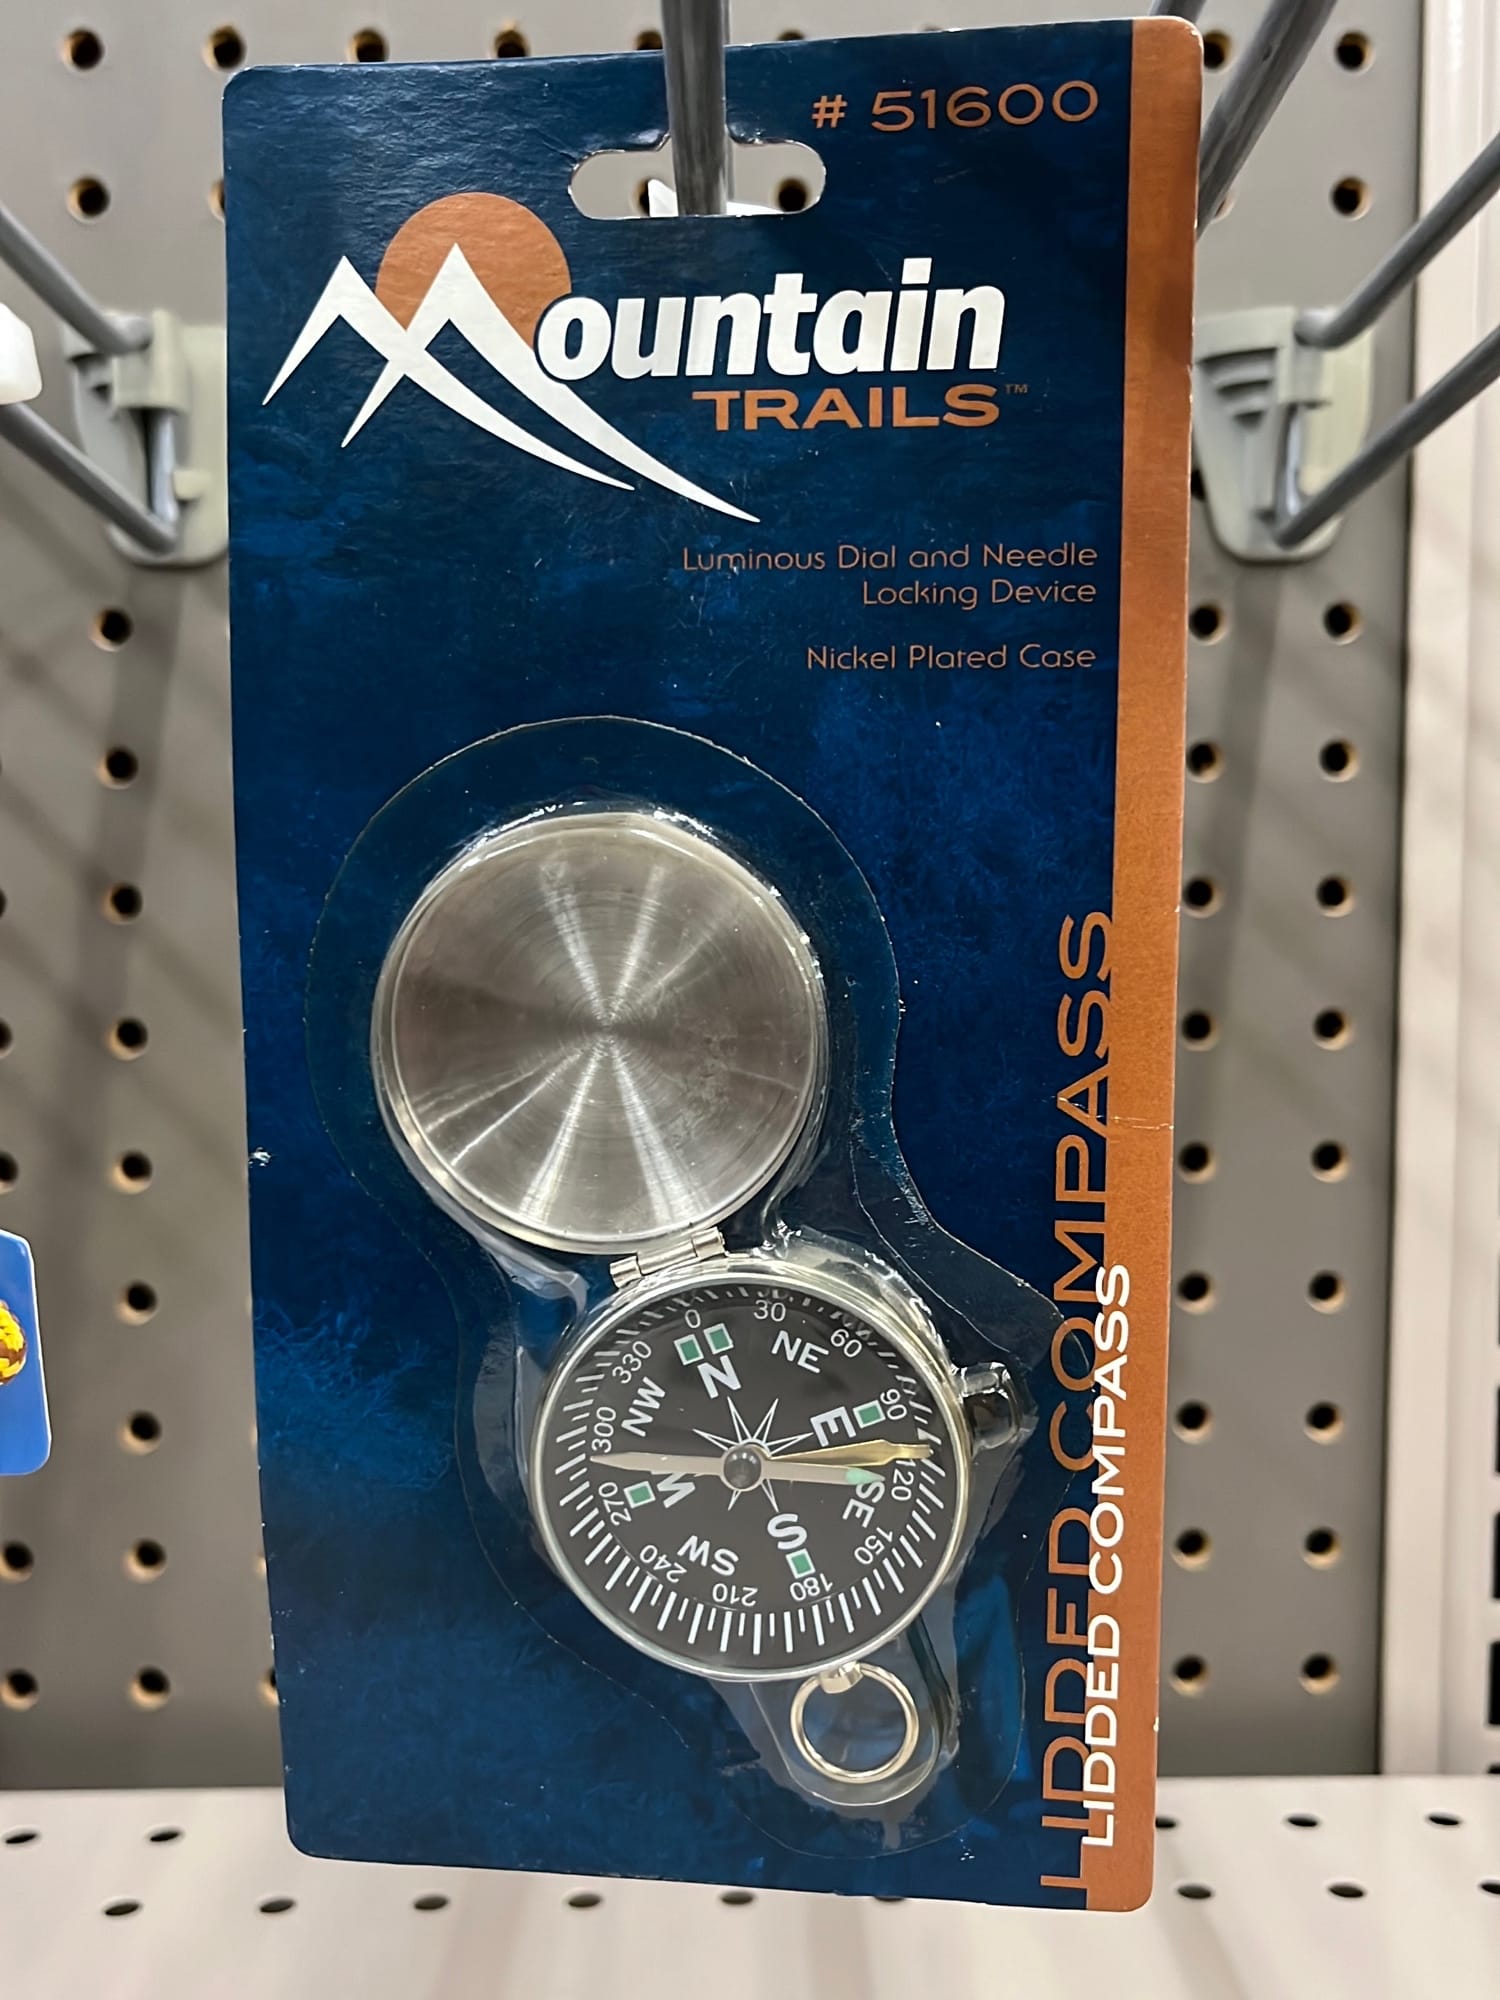 # 51600
Mountain
TRAILS™
Luminous Dial and Needle
Locking Device
Nickel Plated Case
LIDDED COMPASS
LIDDED COMPASS
0
30
60
90
120
150
180
210
240
270
300
330
N
NE
E
SE
S
SW
W
NW